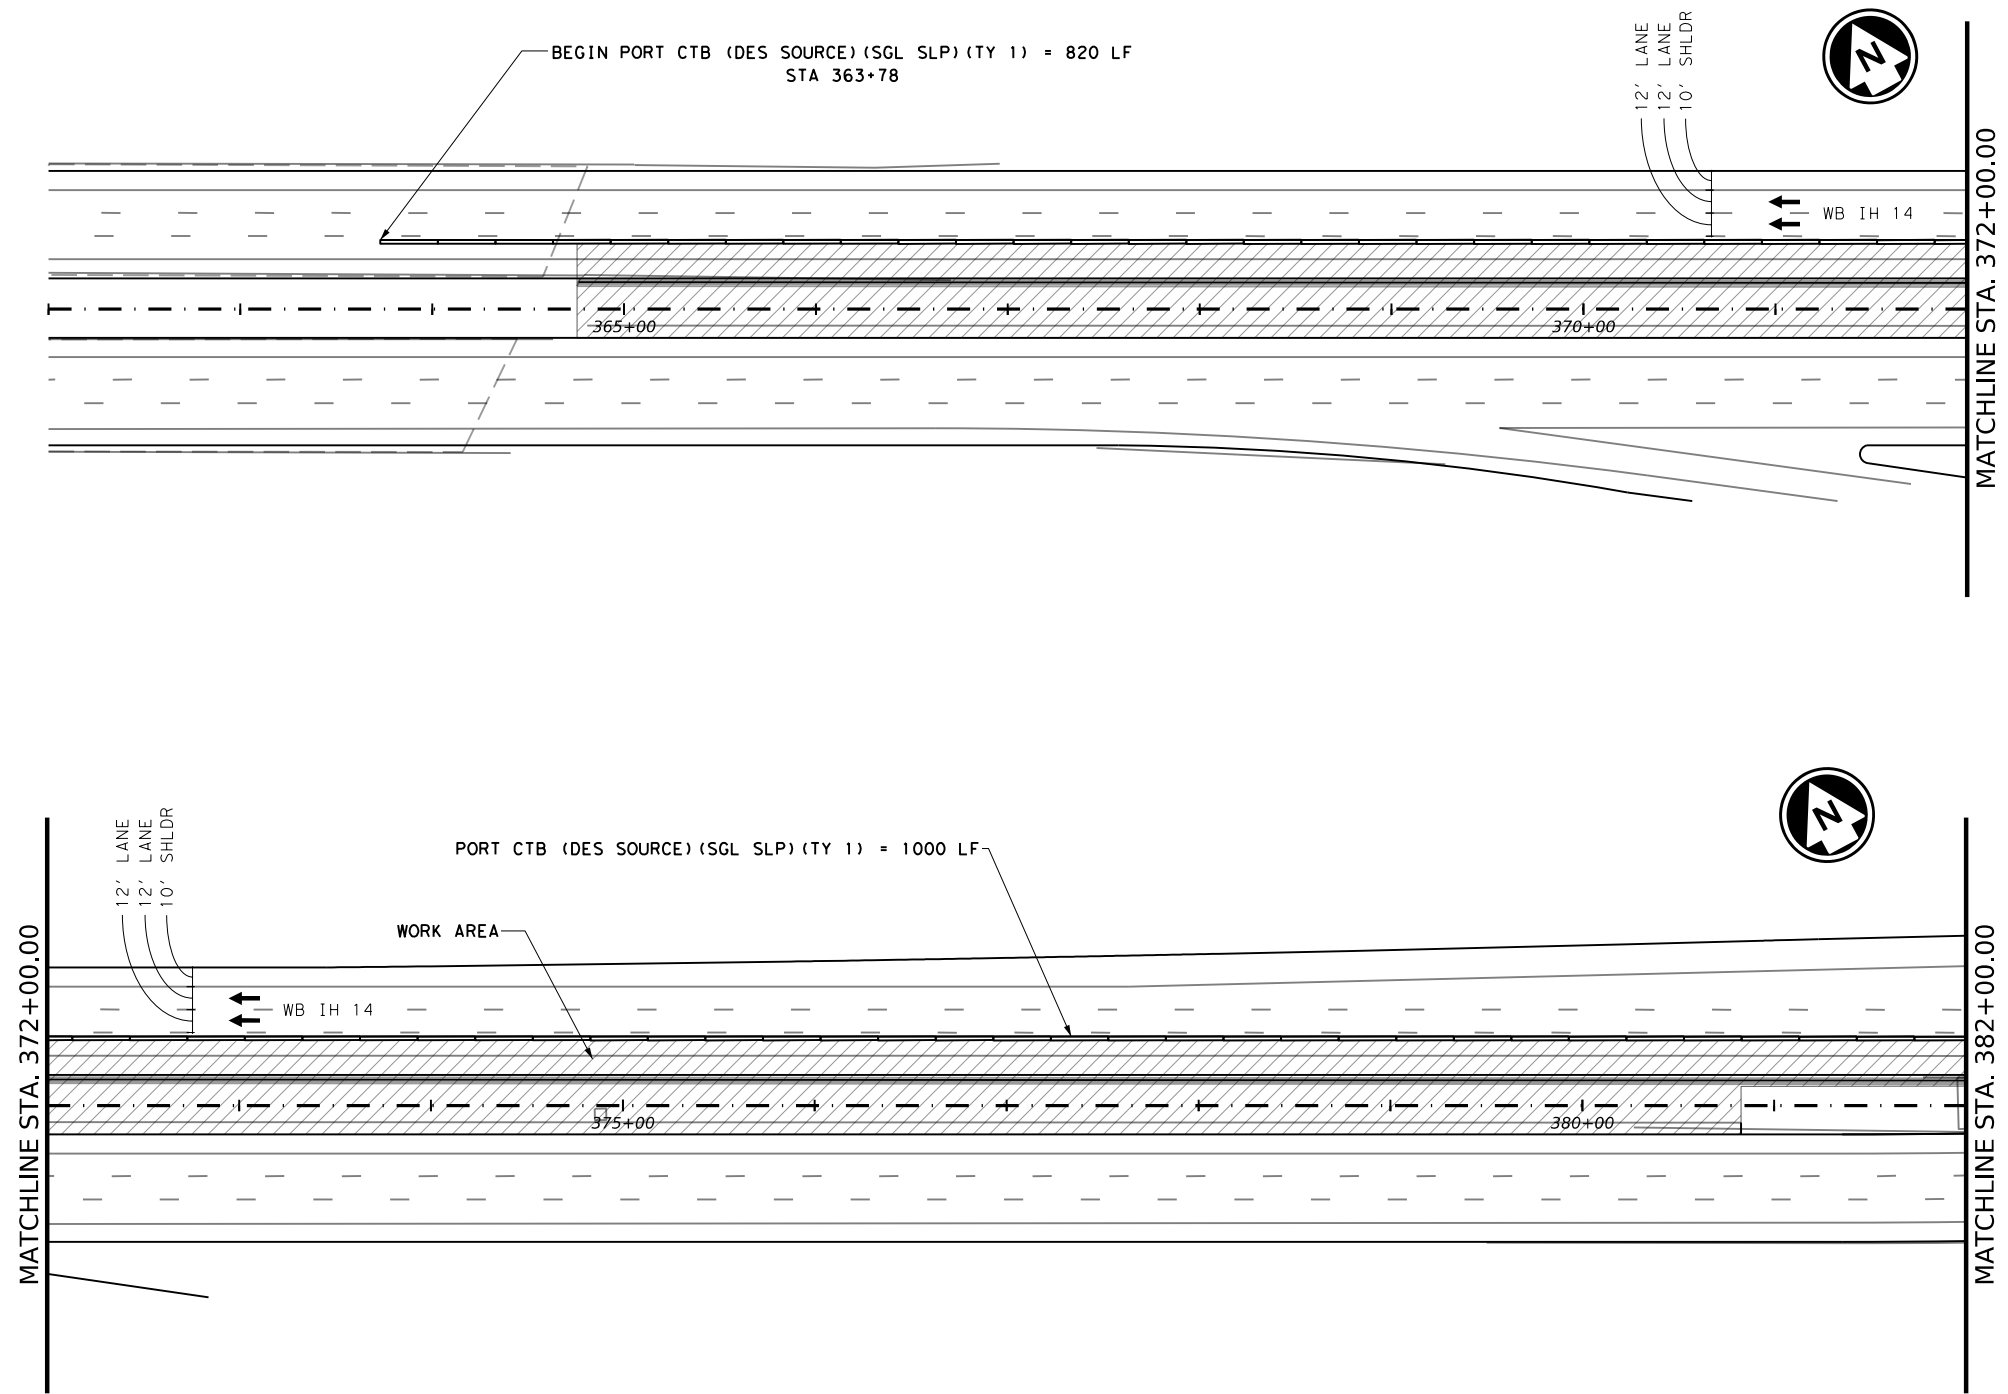 BEGIN PORT CTB (DES SOURCE)(SGL SLP)(TY 1) = 820 LF
STA 363+78
12' LANE
12' LANE
10' SHLDR
N
WB IH 14
365+00
370+00
MATCHLINE STA. 372+00.00
MATCHLINE STA. 372+00.00
12' LANE
12' LANE
10' SHLDR
PORT CTB (DES SOURCE)(SGL SLP)(TY 1) = 1000 LF
WORK AREA
N
WB IH 14
375+00
380+00
MATCHLINE STA. 382+00.00